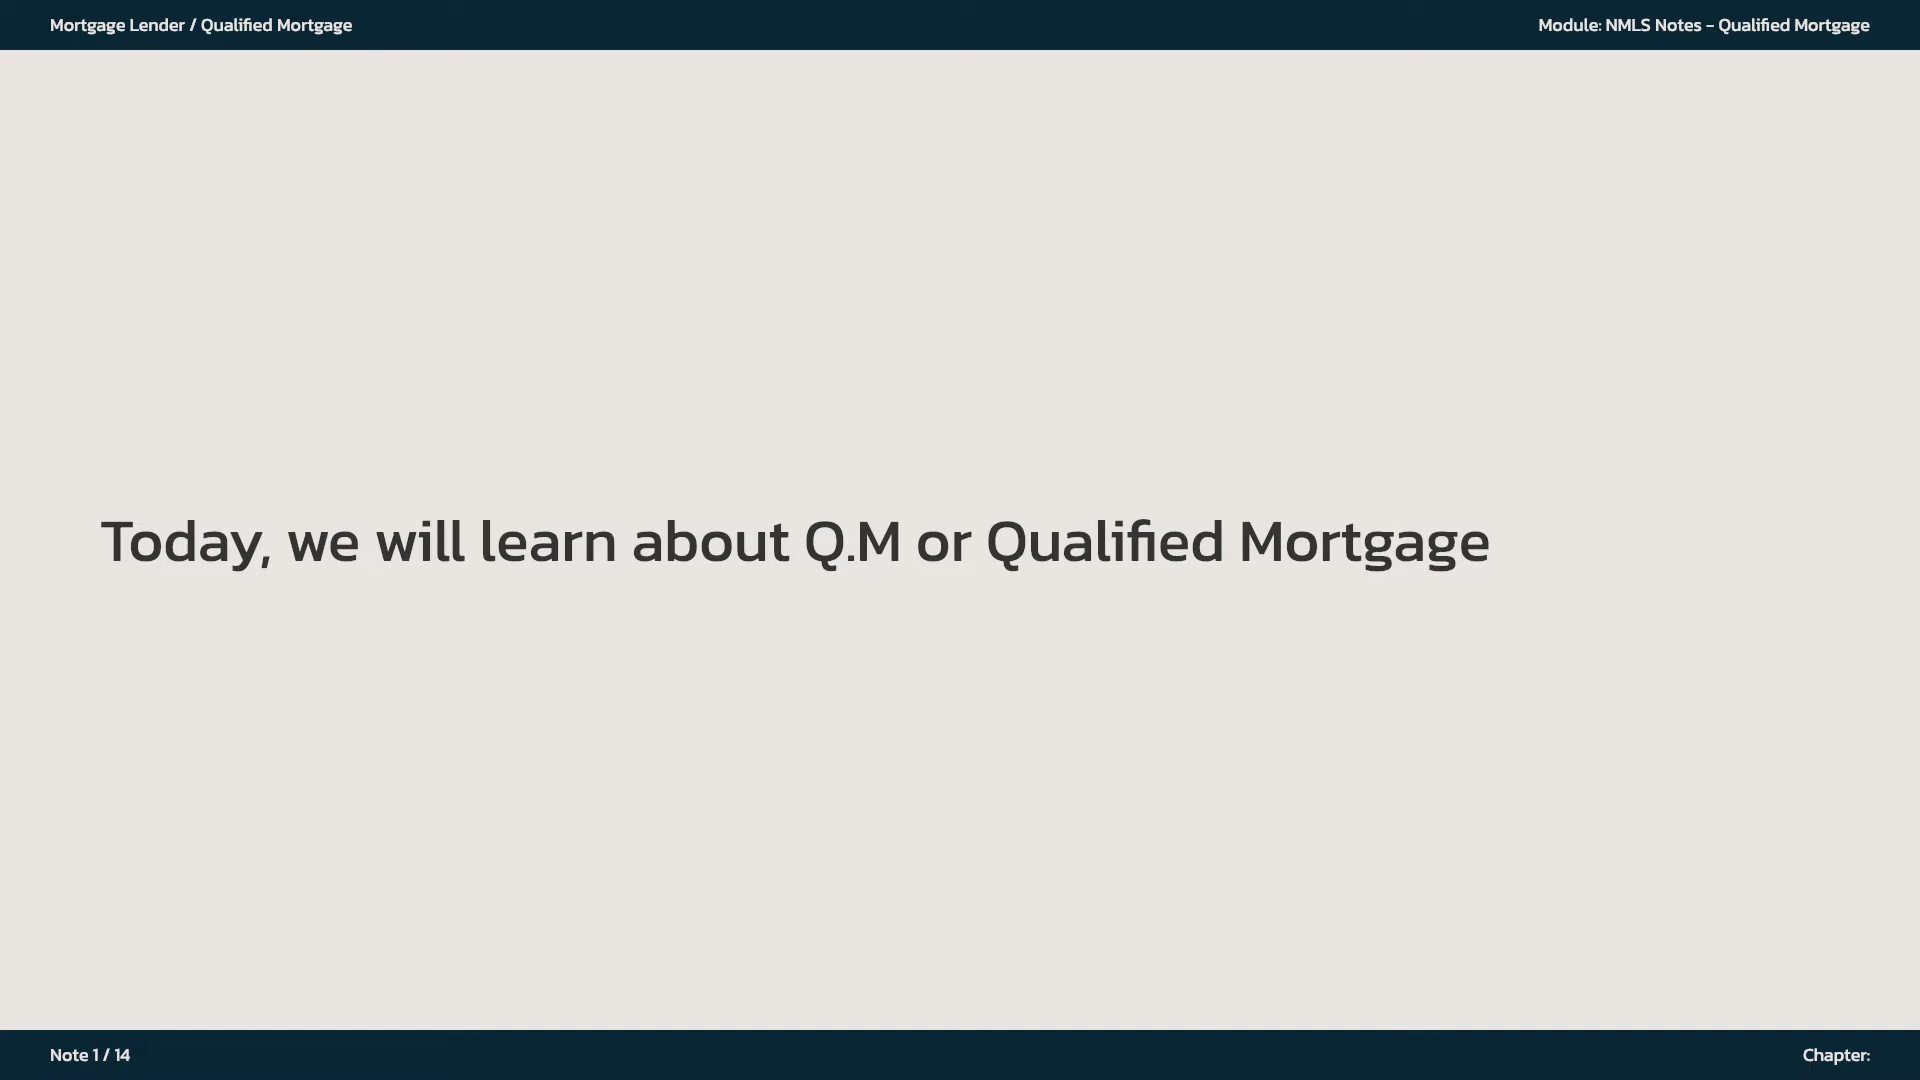 Mortgage Lender / Qualified Mortgage
Module: NMLS Notes - Qualified Mortgage
Today, we will learn about Q.M or Qualified Mortgage
Note 1 / 14
Chapter: